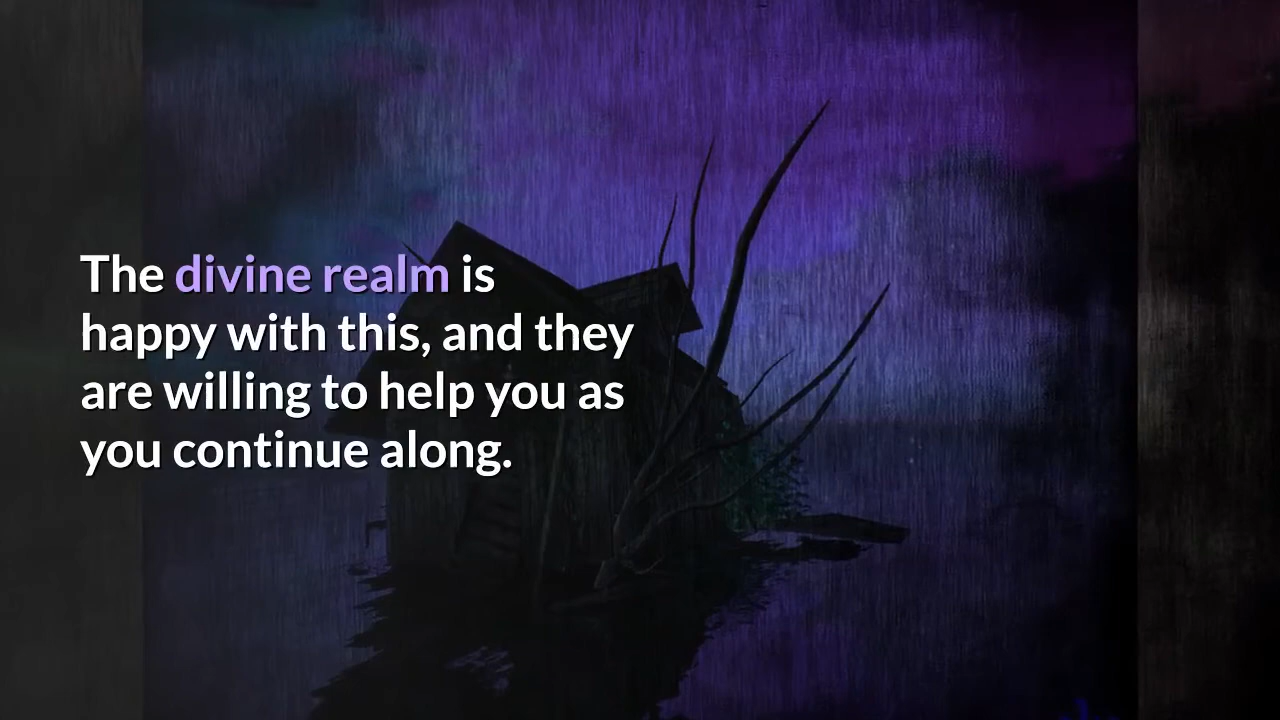 The divine realm is
happy with this, and they
are willing to help you as
you continue along.